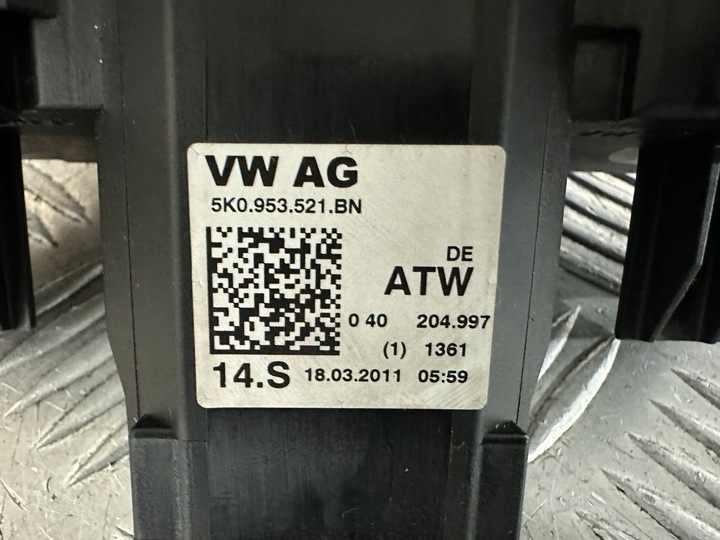 VW AG
5K0.953.521.BN
DE
ATW
0 40 204.997
(1) 1361
14.S 18.03.2011 05:59